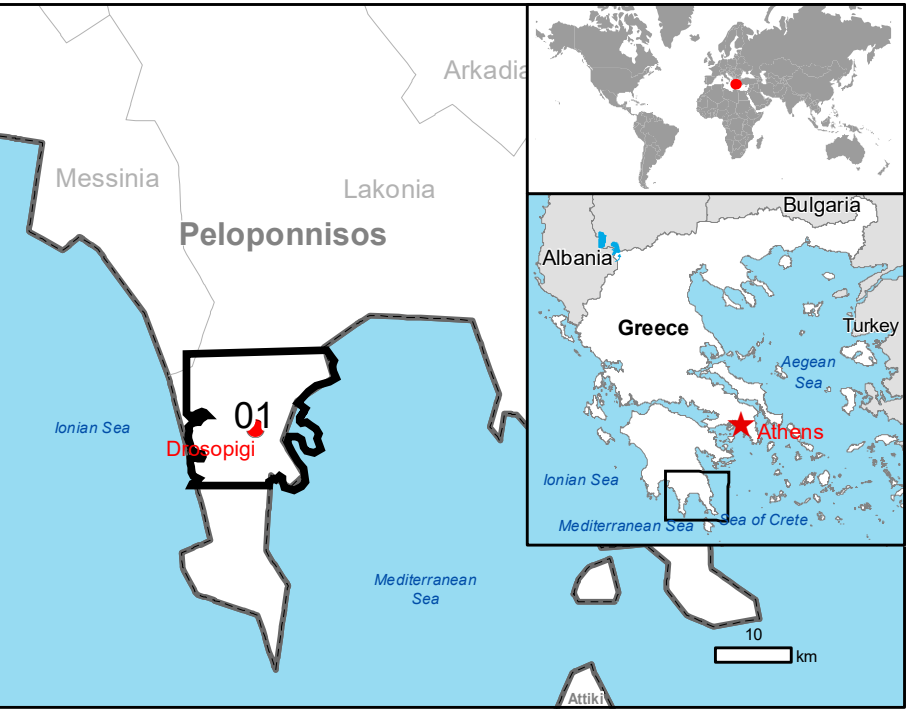 Arkadia
Messinia
Lakonia
Peloponnisos
Ionian Sea
01
Drosopigi
Mediterranean
Sea
10
km
Attiki
Bulgaria
Albania
Greece
Turkey
Aegean
Sea
Athens
Ionian Sea
Mediterranean Sea
Sea of Crete